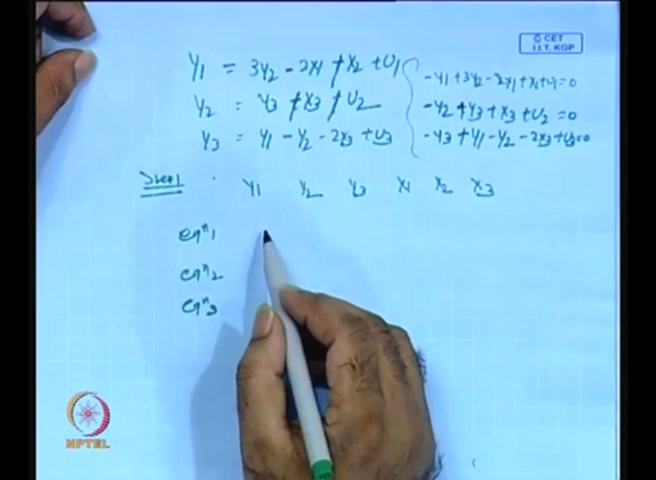 © CET
I.I.T. KGP
Y1 = 3Y2 - 2X1 + X2 + U1
Y2 = Y3 + X3 + U2
Y3 = Y1 - Y2 - 2X3 + U3
-Y1 + 3Y2 - 2X1 + X1 + U1 = 0
-Y2 + Y3 + X3 + U2 = 0
-Y3 + Y1 - Y2 - 2X3 + U3 = 0
Y1 Y2 Y3 X1 X2 X3
eqn1
eqn2
eqn3
NPTEL